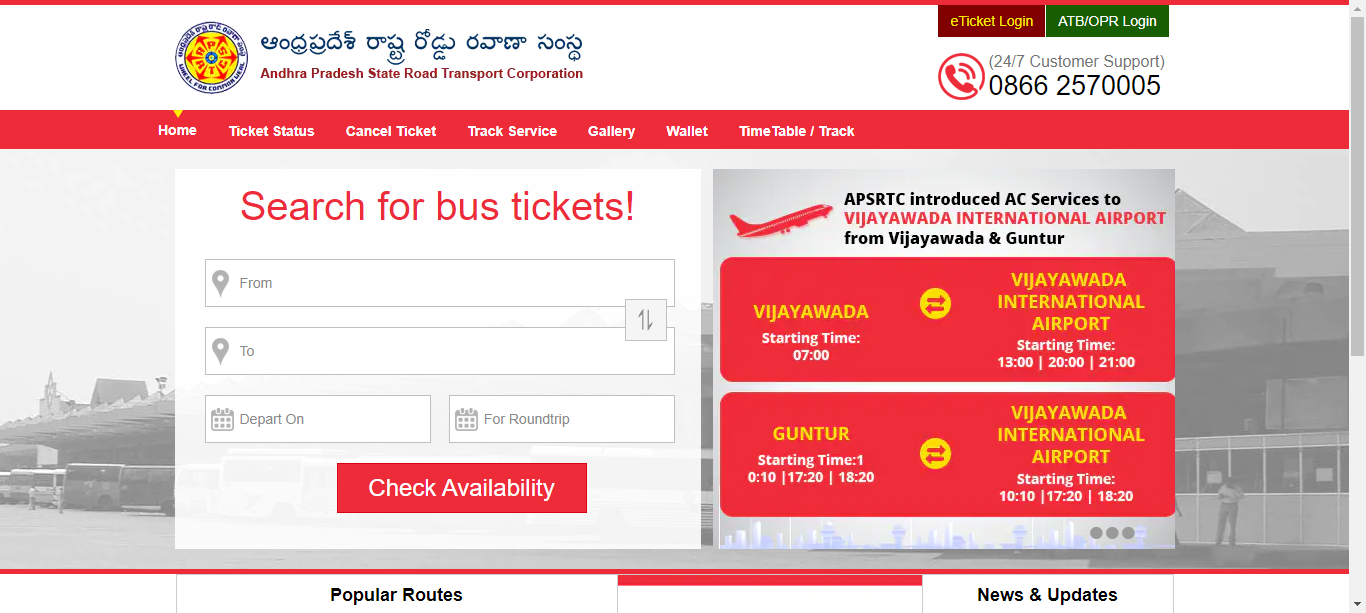 eTicket Login
ATB/OPR Login
ఆంధ్రప్రదేశ్ రాష్ట్ర రోడ్డు రవాణా సంస్థ
Andhra Pradesh State Road Transport Corporation
(24/7 Customer Support)
0866 2570005
Home
Ticket Status
Cancel Ticket
Track Service
Gallery
Wallet
TimeTable / Track
Search for bus tickets!
From
To
Depart On
For Roundtrip
Check Availability
APSRTC introduced AC Services to
VIJAYAWADA INTERNATIONAL AIRPORT
from Vijayawada & Guntur
VIJAYAWADA
Starting Time:
07:00
VIJAYAWADA
INTERNATIONAL
AIRPORT
Starting Time:
13:00 | 20:00 | 21:00
GUNTUR
Starting Time:1
0:10 |17:20 | 18:20
VIJAYAWADA
INTERNATIONAL
AIRPORT
Starting Time:
10:10 |17:20 | 18:20
Popular Routes
News & Updates